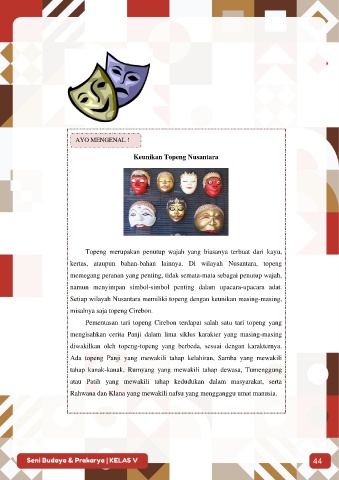 AYO MENGENAL !
Keunikan Topeng Nusantara
Topeng merupakan penutup wajah yang biasanya terbuat dari kayu,
kertas, ataupun bahan-bahan lainnya. Di wilayah Nusantara, topeng
memegang peranan yang penting, tidak semata-mata sebagai penutup wajah,
namun menyimpan simbol-simbol penting dalam upacara-upacara adat.
Setiap wilayah Nusantara memiliki topeng dengan keunikan masing-masing,
misalnya saja topeng Cirebon.
Pementasan tari topeng Cirebon terdapat salah satu tari topeng yang
mengisahkan cerita Panji dalam lima siklus karakter yang masing-masing
diwakilkan oleh topeng-topeng yang berbeda, sesuai dengan karakternya.
Ada topeng Panji yang mewakili tahap kelahiran, Samba yang mewakili
tahap kanak-kanak, Rumyang yang mewakili tahap dewasa, Tumenggung
atau Patih yang mewakili tahap kedudukan dalam masyarakat, serta
Rahwana dan Klana yang mewakili nafsu yang mengganggu umat manusia.
Seni Budaya & Prakarya | KELAS V
44